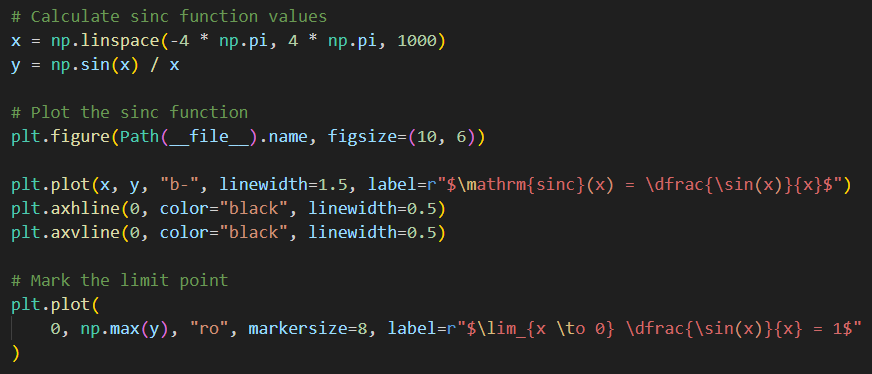 # Calculate sinc function values
x = np.linspace(-4 * np.pi, 4 * np.pi, 1000)
y = np.sin(x) / x
# Plot the sinc function
plt.figure(Path(__file__).name, figsize=(10, 6))
plt.plot(x, y, "b-", linewidth=1.5, label=r"$\mathrm{sinc}(x) = \dfrac{\sin(x)}{x}$")
plt.axhline(0, color="black", linewidth=0.5)
plt.axvline(0, color="black", linewidth=0.5)
# Mark the limit point
plt.plot(
    0, np.max(y), "ro", markersize=8, label=r"$\lim_{x \to 0} \dfrac{\sin(x)}{x} = 1$"
)